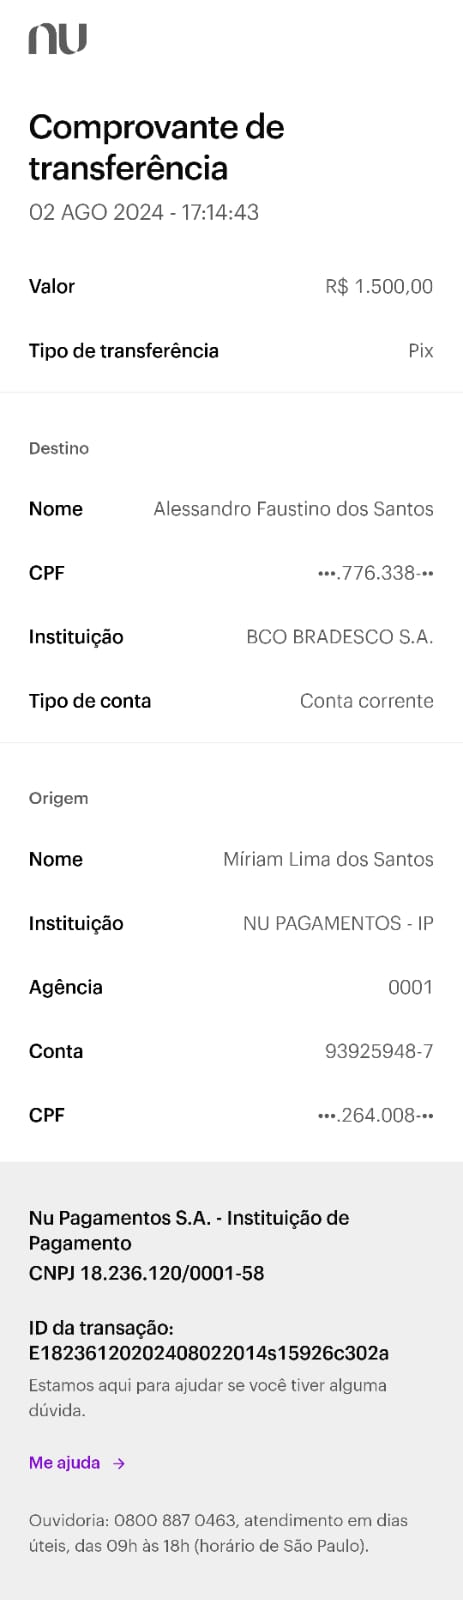 nu
Comprovante de
transferência
02 AGO 2024 - 17:14:43
Valor R$ 1.500,00
Tipo de transferência Pix
Destino
Nome Alessandro Faustino dos Santos
CPF •••.776.338-••
Instituição BCO BRADESCO S.A.
Tipo de conta Conta corrente
Origem
Nome Míriam Lima dos Santos
Instituição NU PAGAMENTOS - IP
Agência 0001
Conta 93925948-7
CPF •••.264.008-••
Nu Pagamentos S.A. - Instituição de
Pagamento
CNPJ 18.236.120/0001-58
ID da transação:
E18236120202408022014s15926c302a
Estamos aqui para ajudar se você tiver alguma
dúvida.
Me ajuda →
Ouvidoria: 0800 887 0463, atendimento em dias
úteis, das 09h às 18h (horário de São Paulo).